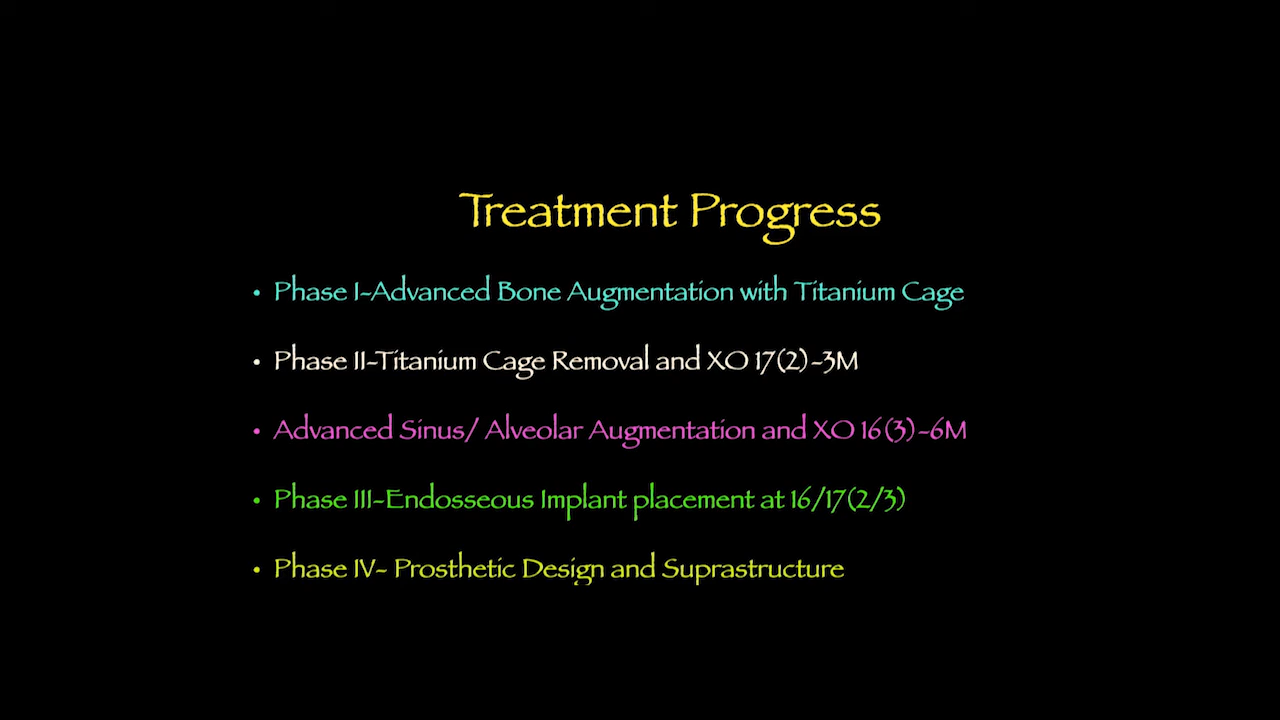 Treatment Progress
• Phase I-Advanced Bone Augmentation with Titanium Cage
• Phase II-Titanium Cage Removal and XO 17(2)-3M
• Advanced Sinus/ Alveolar Augmentation and XO 16(3)-6M
• Phase III-Endosseous Implant placement at 16/17(2/3)
• Phase IV- Prosthetic Design and Suprastructure